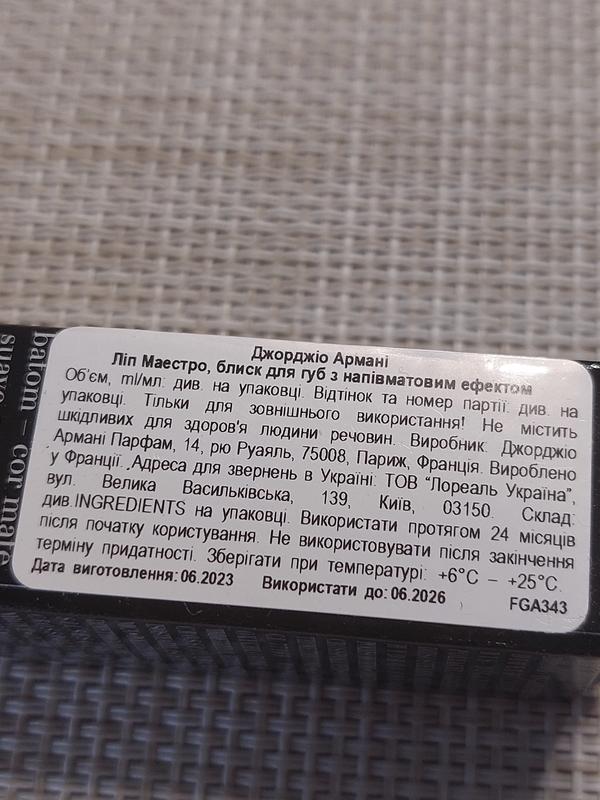 Джорджіо Армані
Ліп Маестро, блиск для губ з напівматовим ефектом
Об'єм, ml/мл: див. на упаковці. Відтінок та номер партії: див. на
упаковці. Тільки для зовнішнього використання! Не містить
шкідливих для здоров'я людини речовин. Виробник: Джорджіо
Армані Парфам, 14, рю Руаяль, 75008, Париж, Франція. Вироблено
у Франції. Адреса для звернень в Україні: ТОВ “Лореаль Україна”,
вул. Велика Васильківська, 139, Київ, 03150. Склад:
див.INGREDIENTS на упаковці. Використати протягом 24 місяців
після початку користування. Не використовувати після закінчення
терміну придатності. Зберігати при температурі: +6°C – +25°C.
Дата виготовлення: 06.2023 Використати до: 06.2026 FGA343
batom – cor mate
suave